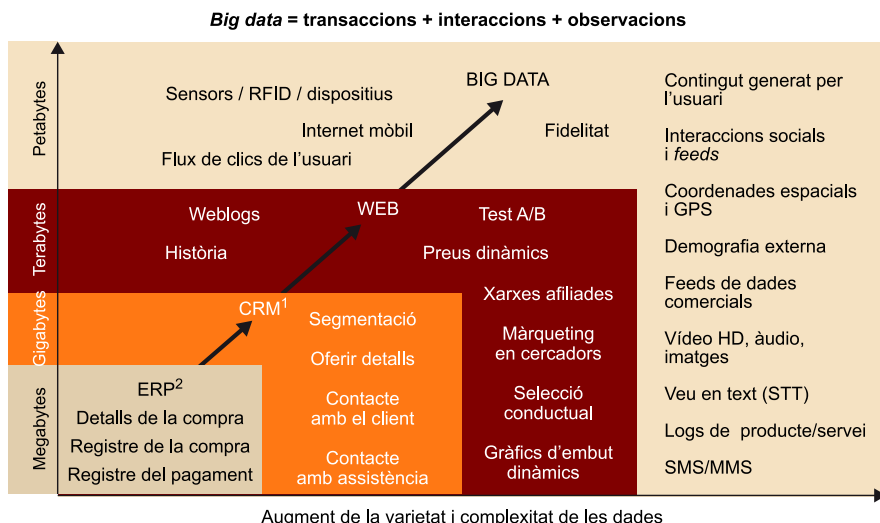 Big data = transaccions + interaccions + observacions
Petabytes
Terabytes
Gigabytes
Megabytes
BIG DATA
Sensors / RFID / dispositius
Internet mòbil
Fidelitat
Flux de clics de l’usuari
WEB
Weblogs
Test A/B
Història
Preus dinàmics
Xarxes afiliades
Màrqueting
en cercadors
Selecció
conductual
Gràfics d’embut
dinàmics
CRM1
Segmentació
Oferir detalls
Contacte
amb el client
Contacte
amb assistència
ERP2
Detalls de la compra
Registre de la compra
Registre del pagament
Contingut generat per
l’usuari
Interaccions socials
i feeds
Coordenades espacials
i GPS
Demografia externa
Feeds de dades
comercials
Vídeo HD, àudio,
imatges
Veu en text (STT)
Logs de producte/servei
SMS/MMS
Augment de la varietat i complexitat de les dades